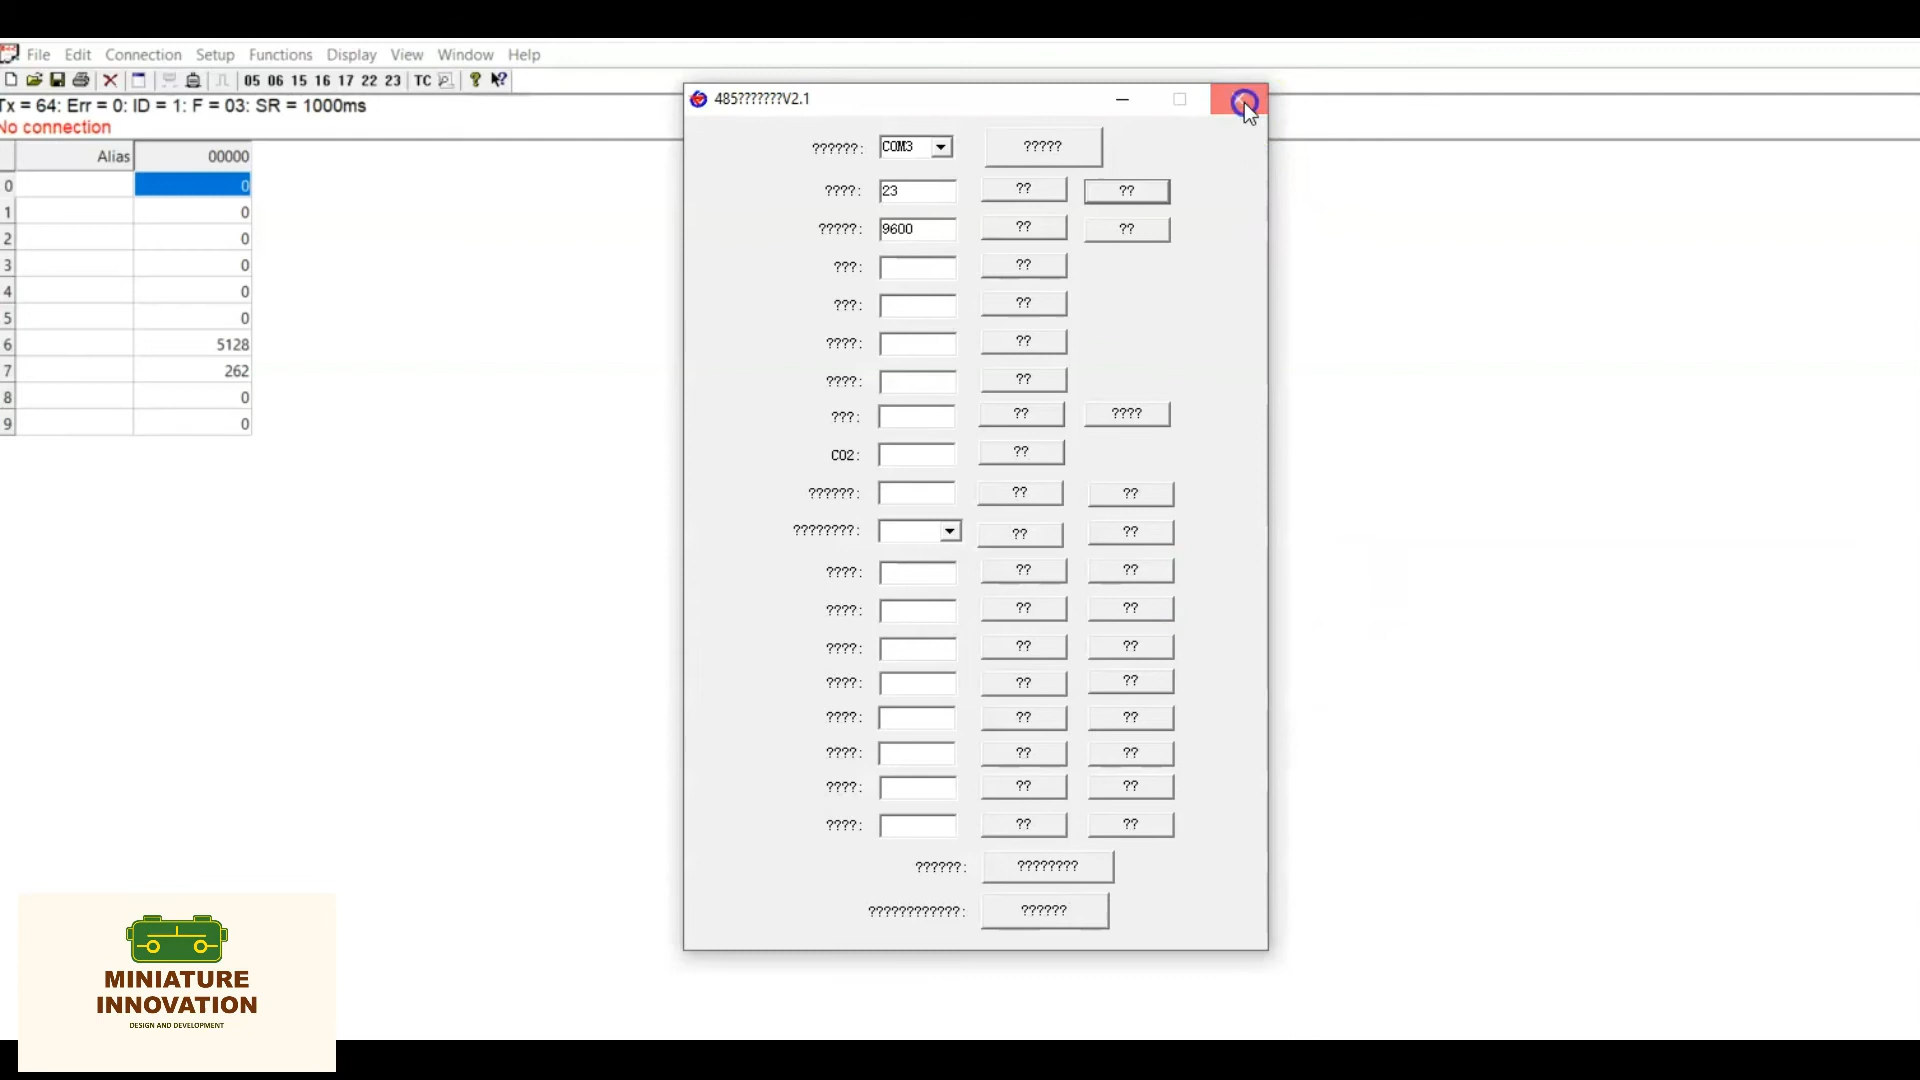 File Edit Connection Setup Functions Display View Window Help
05 06 15 16 17 22 23 TC
Tx = 64: Err = 0: ID = 1: F = 03: SR = 1000ms
No connection
Alias 00000
0 0
1 0
2 0
3 0
4 0
5 0
6 5128
7 262
8 0
9 0
485???????V2.1
??????: COM3 ?????
????: 23 ?? ??
?????: 9600 ?? ??
???: ??
???: ??
????: ??
????: ??
???: ?? ????
CO2: ??
??????: ?? ??
????????: ?? ??
????: ?? ??
????: ?? ??
????: ?? ??
????: ?? ??
????: ?? ??
????: ?? ??
????: ?? ??
????: ?? ??
??????: ????????
????????????: ??????
MINIATURE
INNOVATION
DESIGN AND DEVELOPMENT